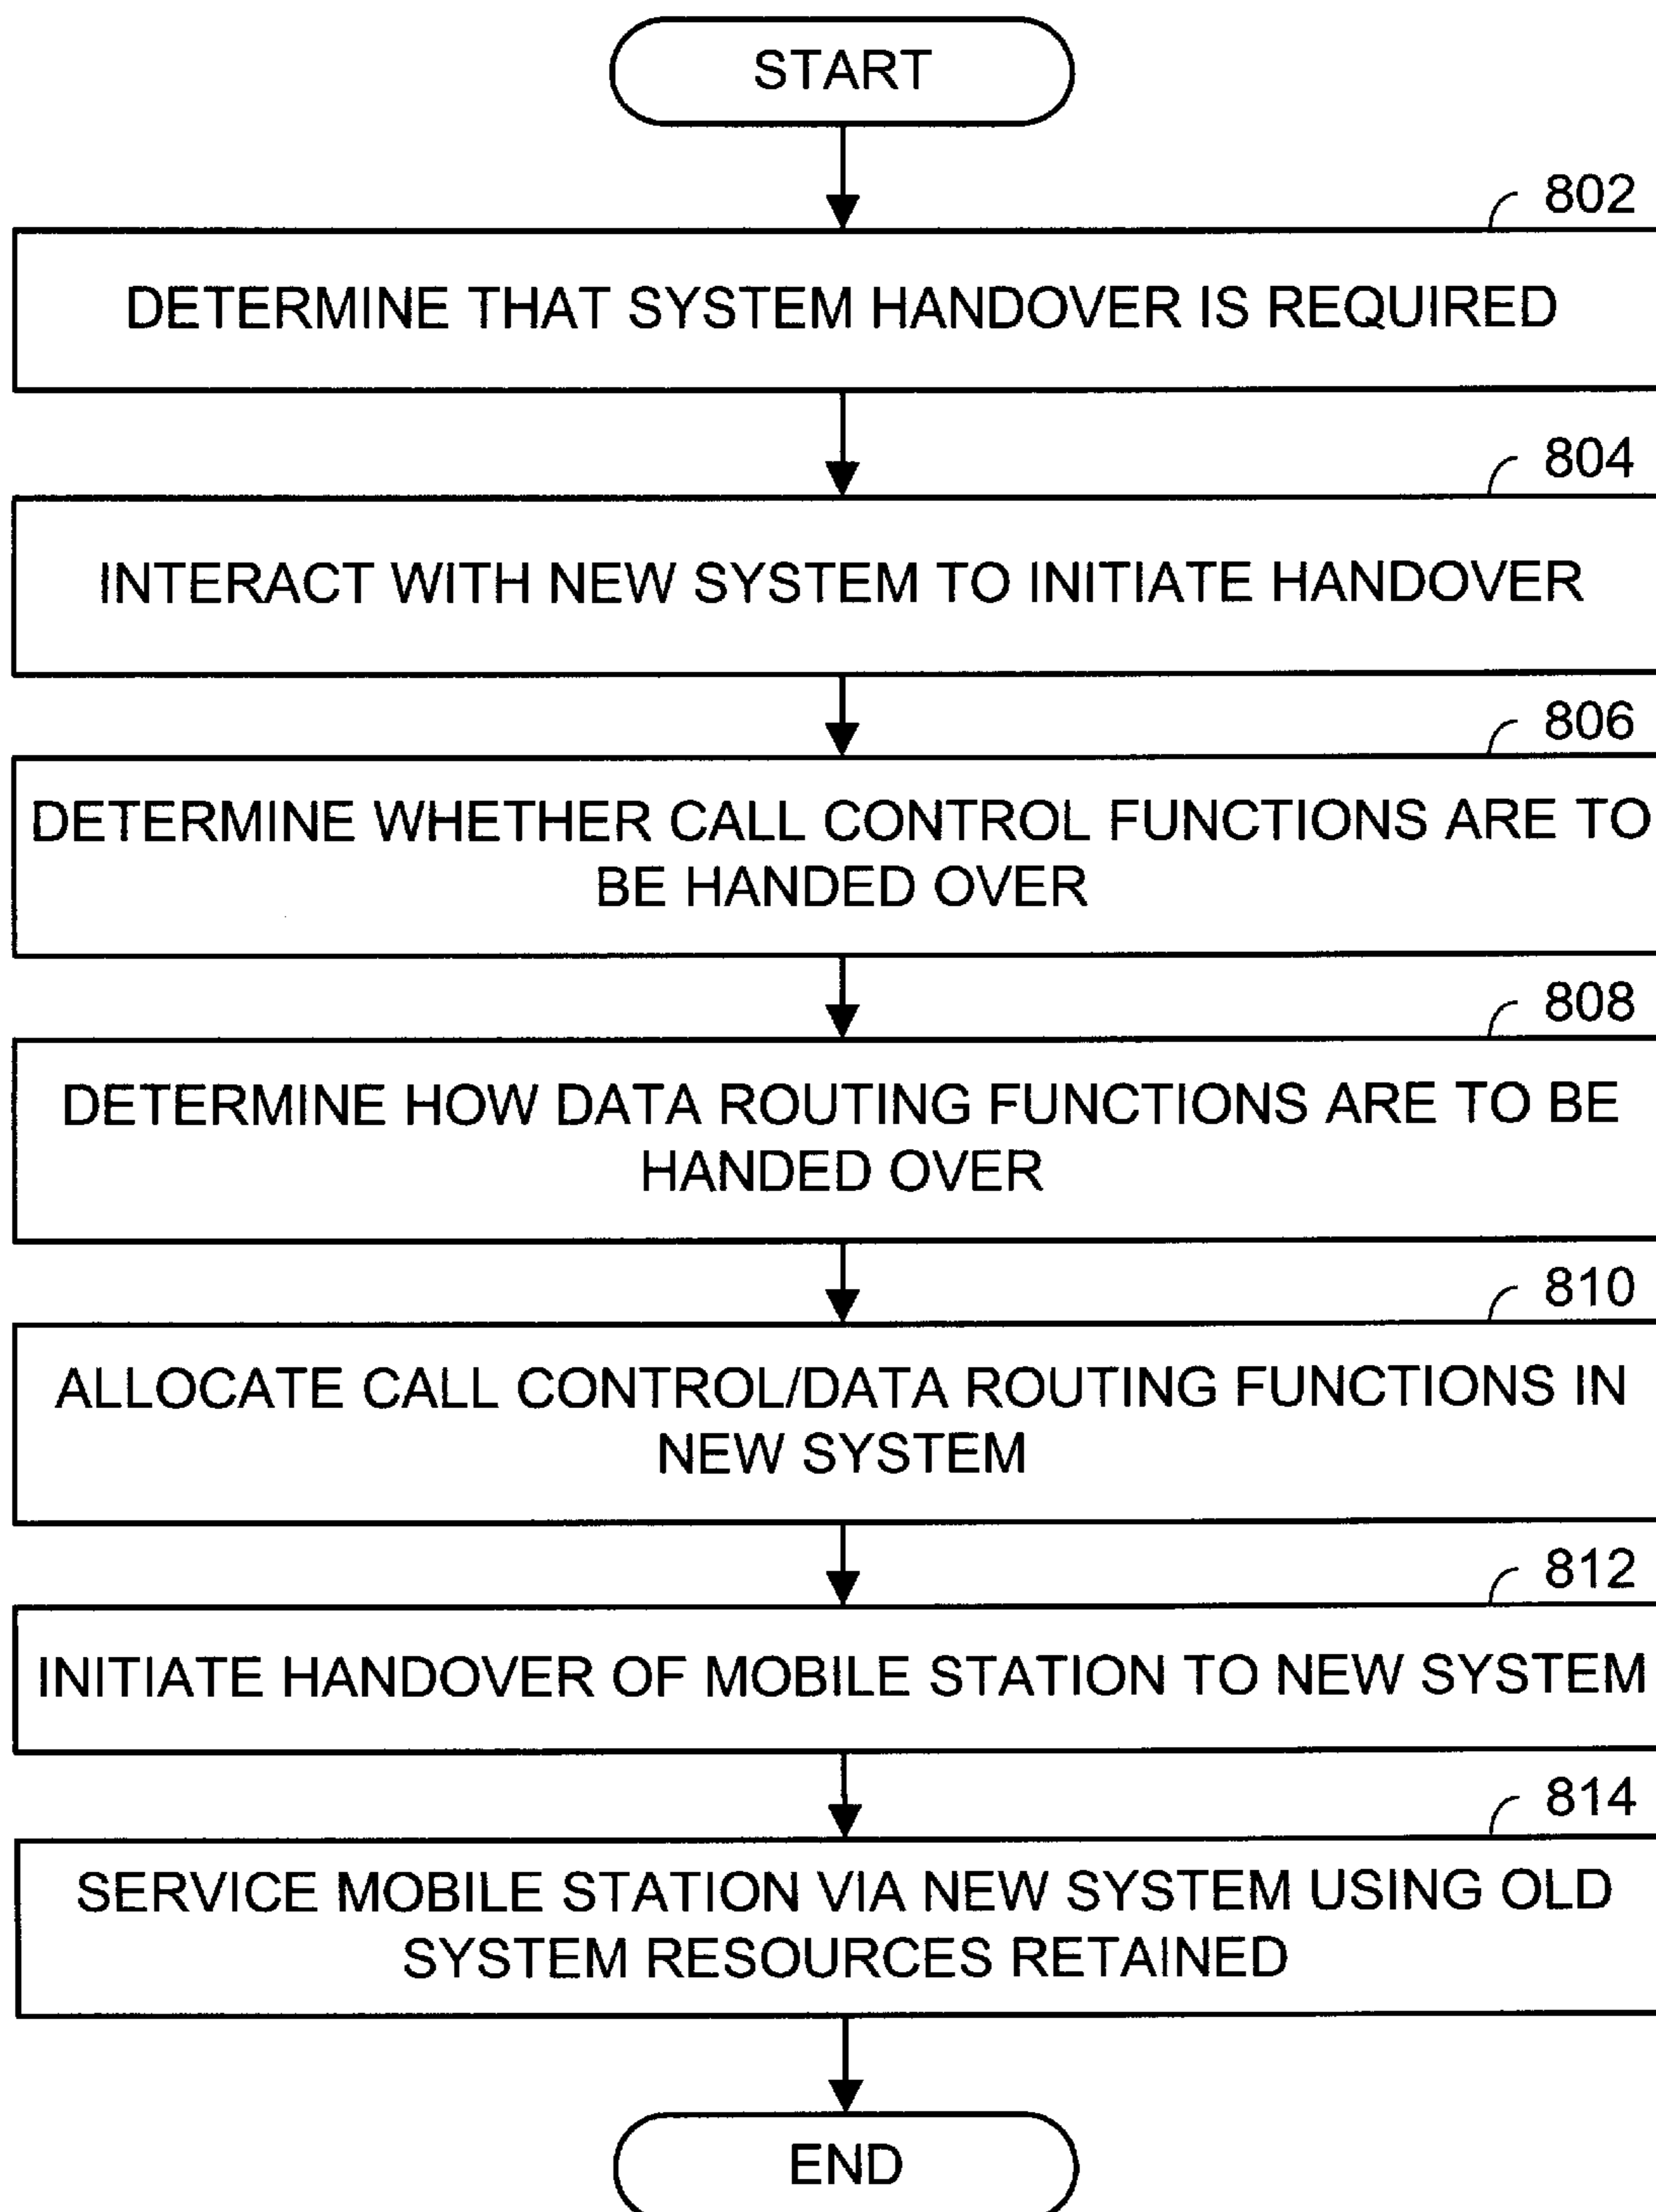 START
802
DETERMINE THAT SYSTEM HANDOVER IS REQUIRED
804
INTERACT WITH NEW SYSTEM TO INITIATE HANDOVER
806
DETERMINE WHETHER CALL CONTROL FUNCTIONS ARE TO
BE HANDED OVER
808
DETERMINE HOW DATA ROUTING FUNCTIONS ARE TO BE
HANDED OVER
810
ALLOCATE CALL CONTROL/DATA ROUTING FUNCTIONS IN
NEW SYSTEM
812
INITIATE HANDOVER OF MOBILE STATION TO NEW SYSTEM
814
SERVICE MOBILE STATION VIA NEW SYSTEM USING OLD
SYSTEM RESOURCES RETAINED
END